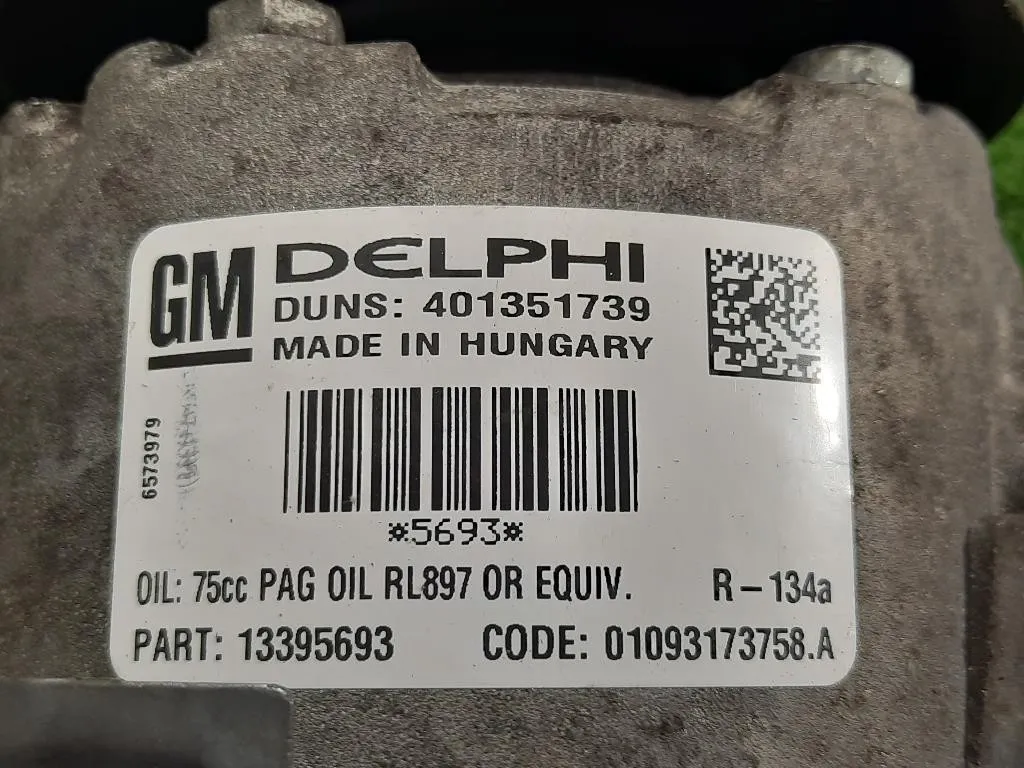 GM DELPHI
DUNS: 401351739
MADE IN HUNGARY
6573979
*5693*
OIL: 75cc PAG OIL RL897 OR EQUIV. R-134a
PART: 13395693 CODE: 01093173758.A